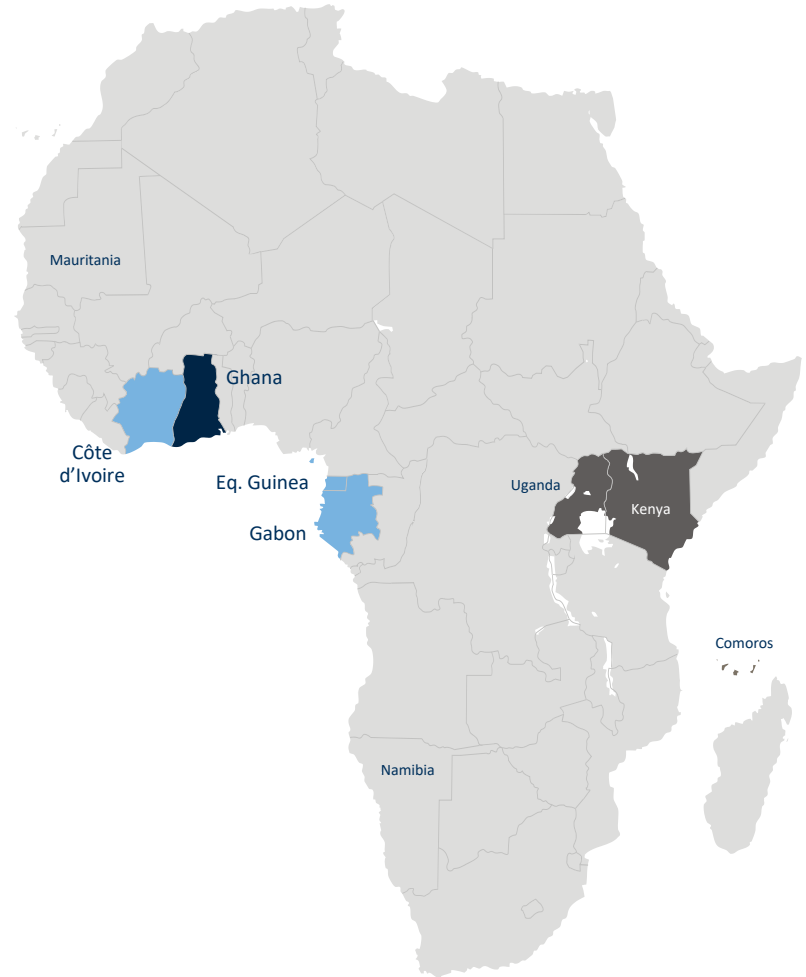 Mauritania
Ghana
Côte
d’Ivoire
Eq. Guinea
Gabon
Uganda
Kenya
Comoros
Namibia